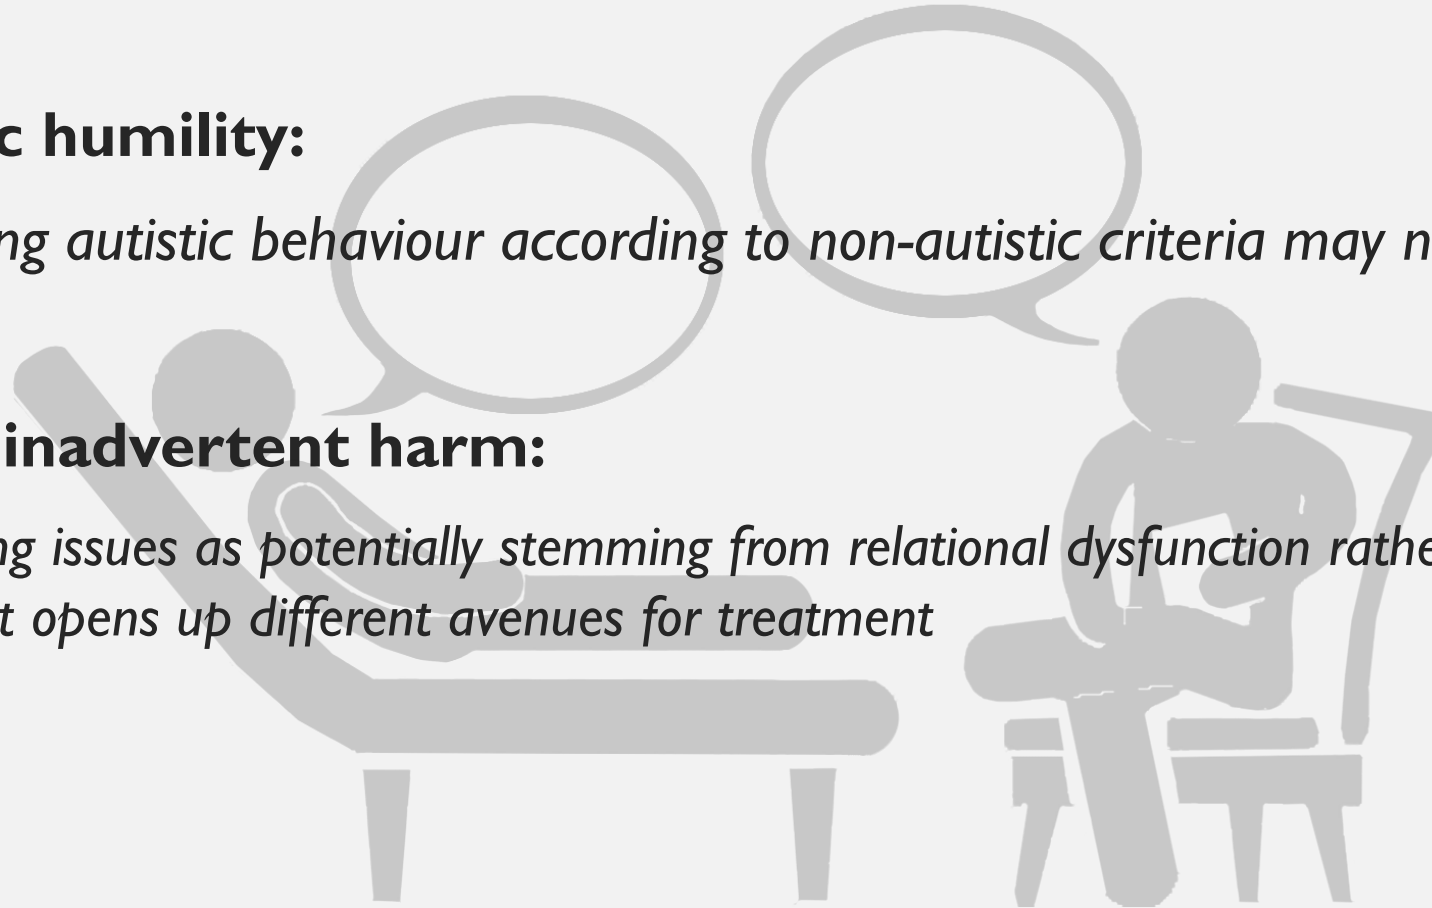 c humility:
ng autistic behaviour according to non-autistic criteria may n
inadvertent harm:
ng issues as potentially stemming from relational dysfunction rathe
t opens up different avenues for treatment